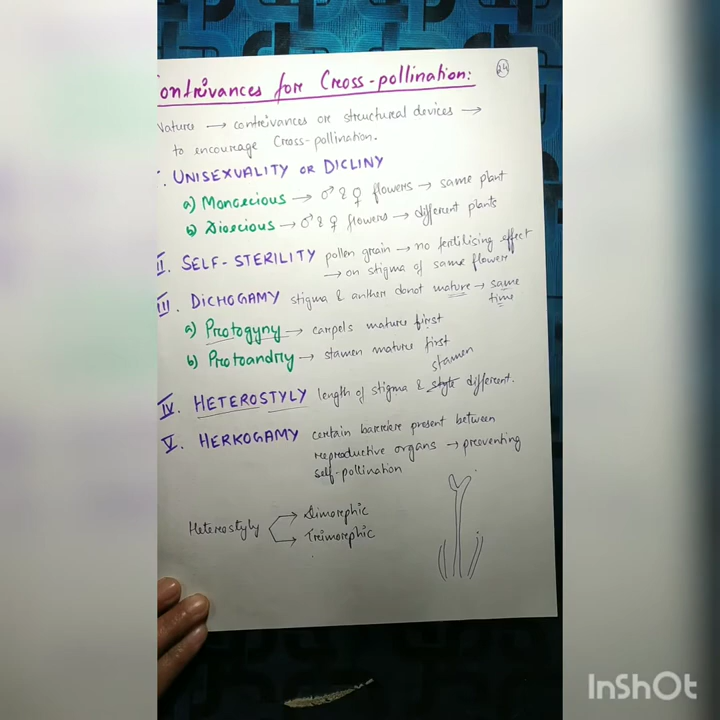 ontrivances for Cross-pollination:
24
Nature → contrivances or structural devices →
to encourage Cross-pollination.
I. UNISEXUALITY OR DICLINY
a) Monoecious → ♂ & ♀ flowers → same plant
b) Dioecious → ♂ & ♀ flowers → different plants
II. SELF-STERILITY pollen grain → no fertilising effect
→ on stigma of same flower
III. DICHOGAMY stigma & anther donot mature → same
time
a) Protogyny → carpels mature first
b) Protoandry → stamen mature first
stamen
IV. HETEROSTYLY length of stigma & style different.
V. HERKOGAMY certain barriers present between
reproductive organs → preventing
self-pollination
Heterostyly
Dimorphic
Trimorphic
InShOt